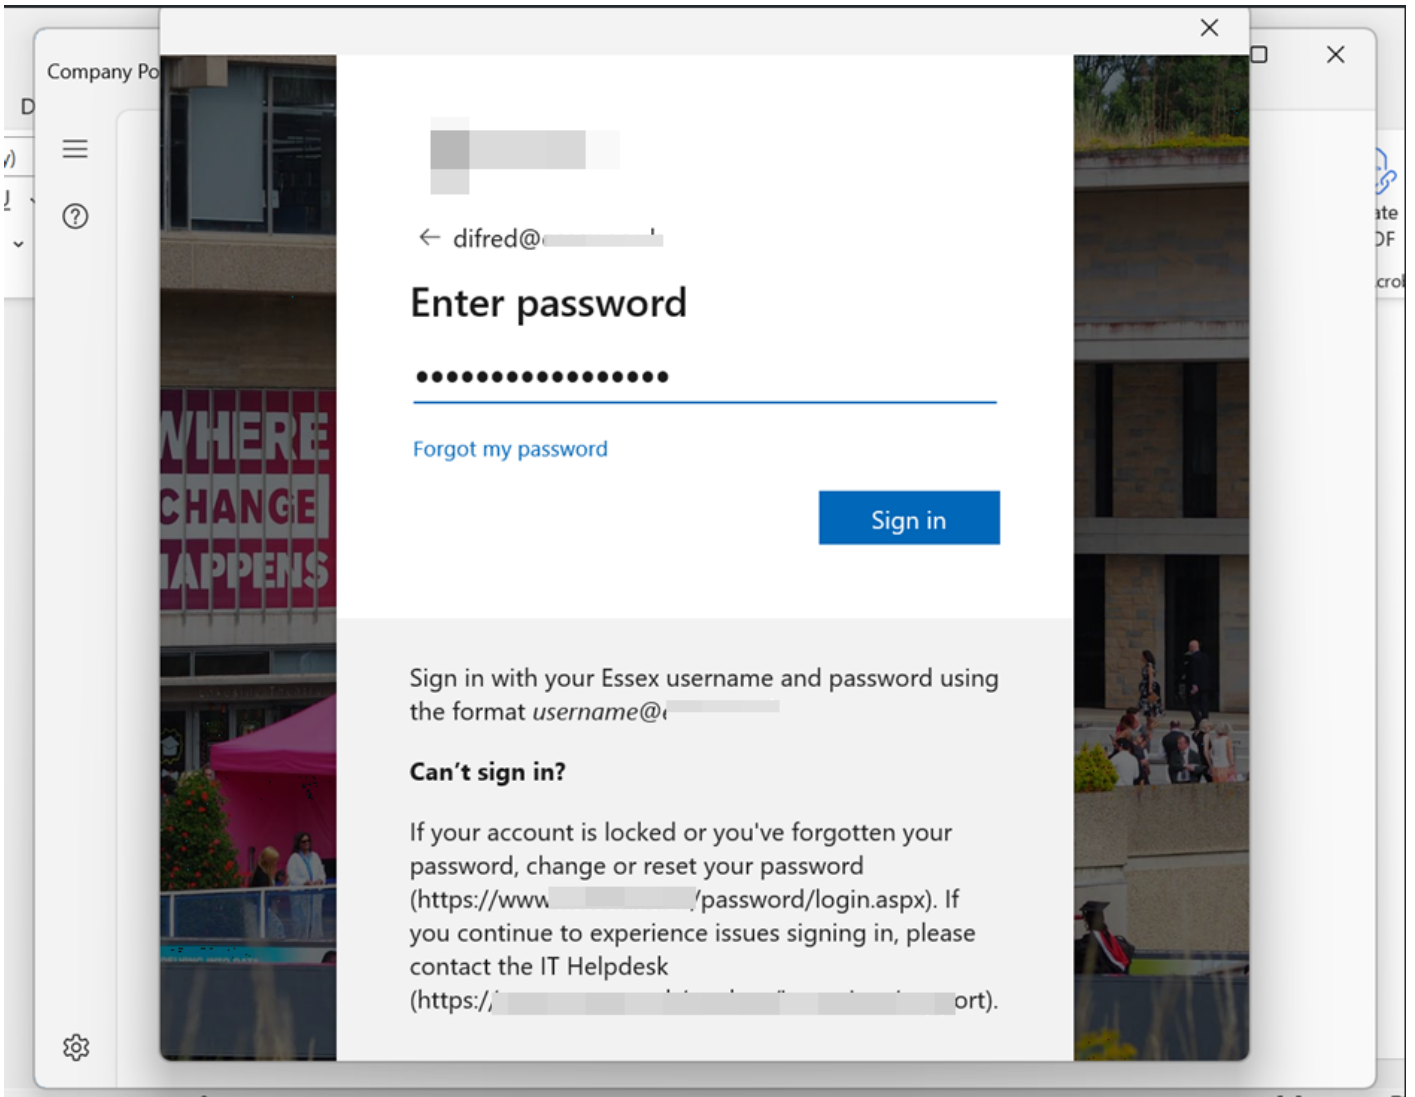 Company Po
D
y)
U
ate
DF
crob
difred@
Enter password
•••••••••••••••••
Forgot my password
Sign in
WHERE
CHANGE
HAPPENS
Sign in with your Essex username and password using
the format username@
Can't sign in?
If your account is locked or you've forgotten your
password, change or reset your password
(https://www /password/login.aspx). If
you continue to experience issues signing in, please
contact the IT Helpdesk
(https:/ ort).